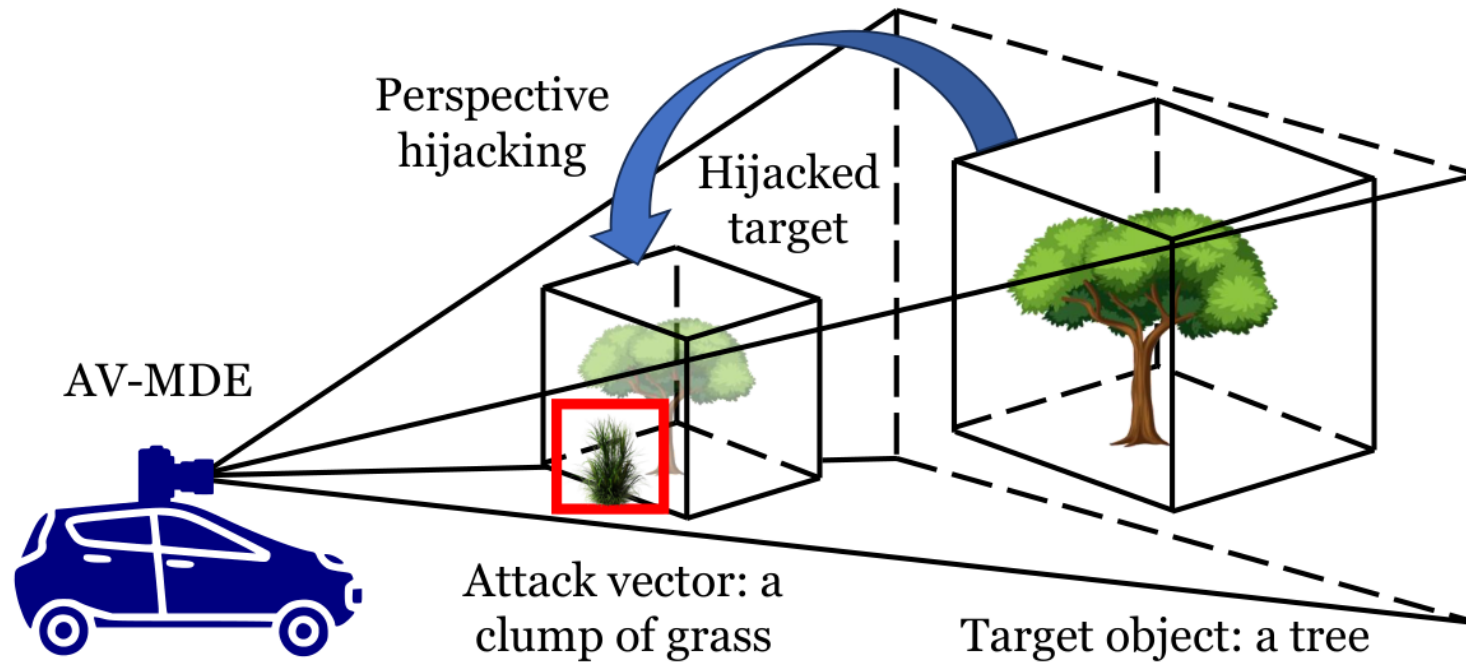 Perspective
hijacking
Hijacked
target
AV-MDE
Attack vector: a
clump of grass
Target object: a tree